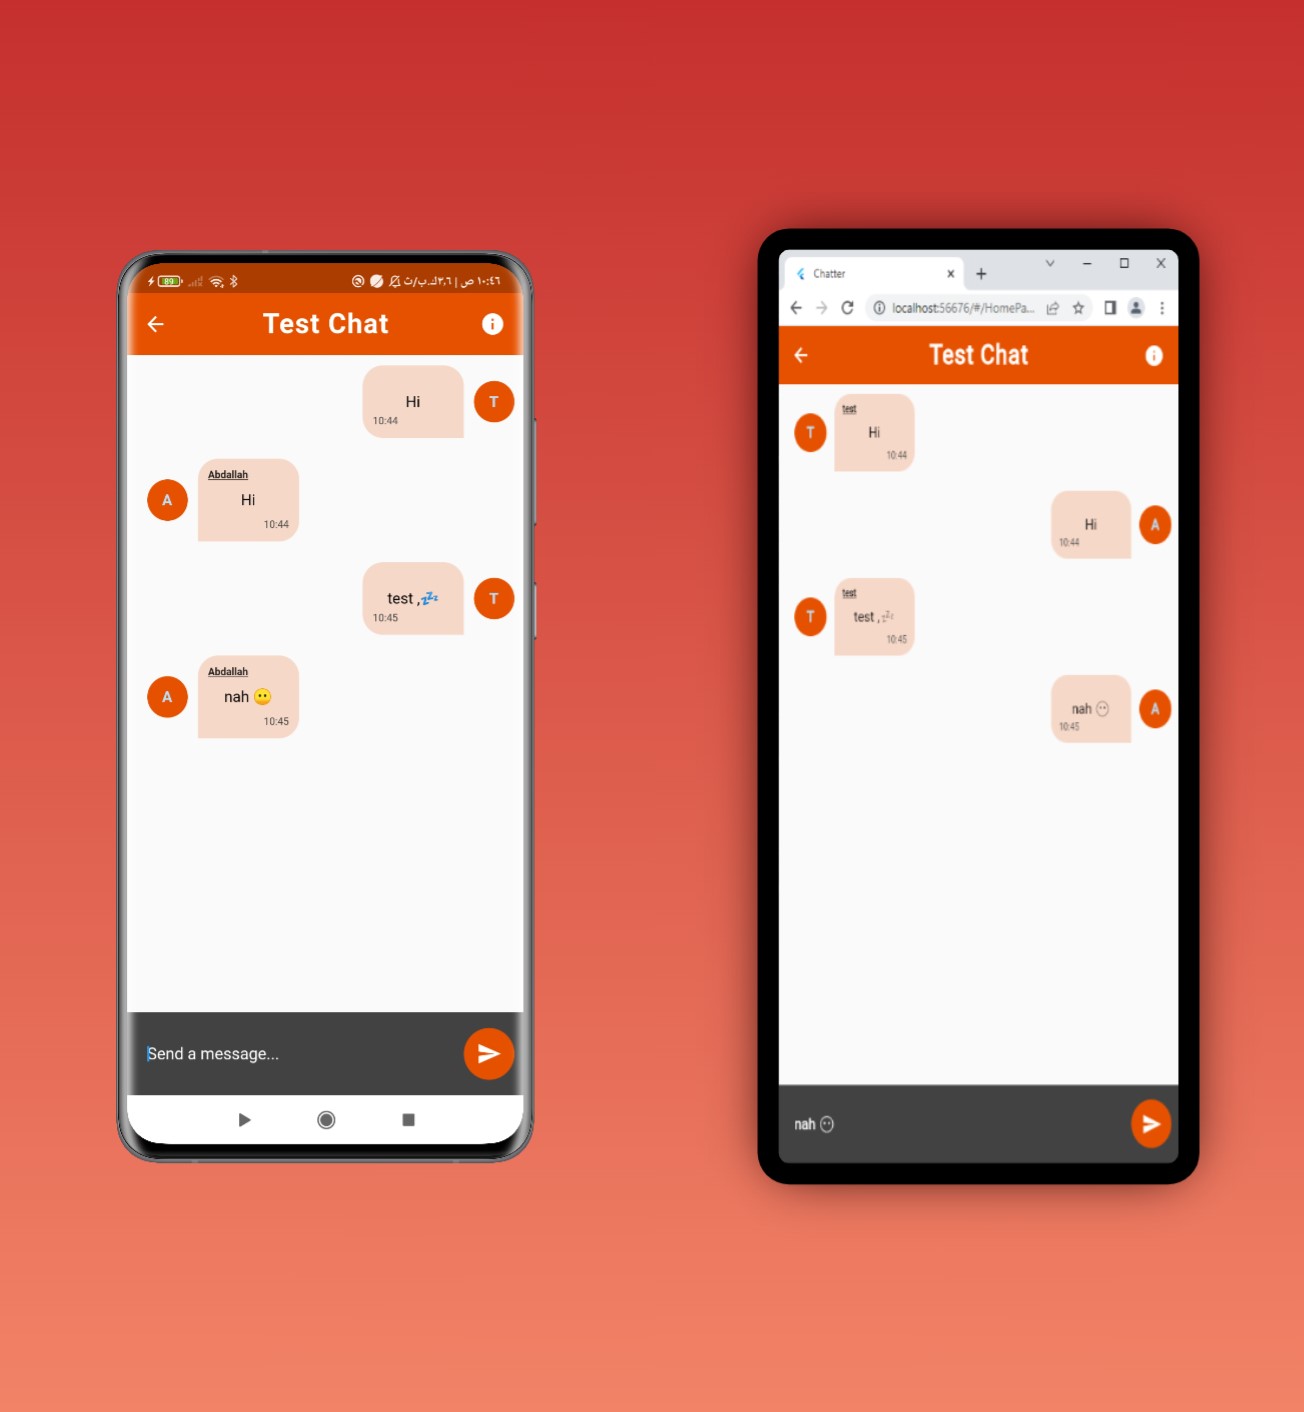 89
١٠:٤٦ ص | ٣٫٦ك.ب/ث
Test Chat
Hi
10:44
T
Abdallah
A
Hi
10:44
test ,💤
T
10:45
Abdallah
A
nah 😶
10:45
Send a message...
Chatter
localhost:56676/#/HomePa...
Test Chat
test
T
Hi
10:44
Hi
A
10:44
test
T
test ,💤
10:45
nah 😶
A
10:45
nah 😶